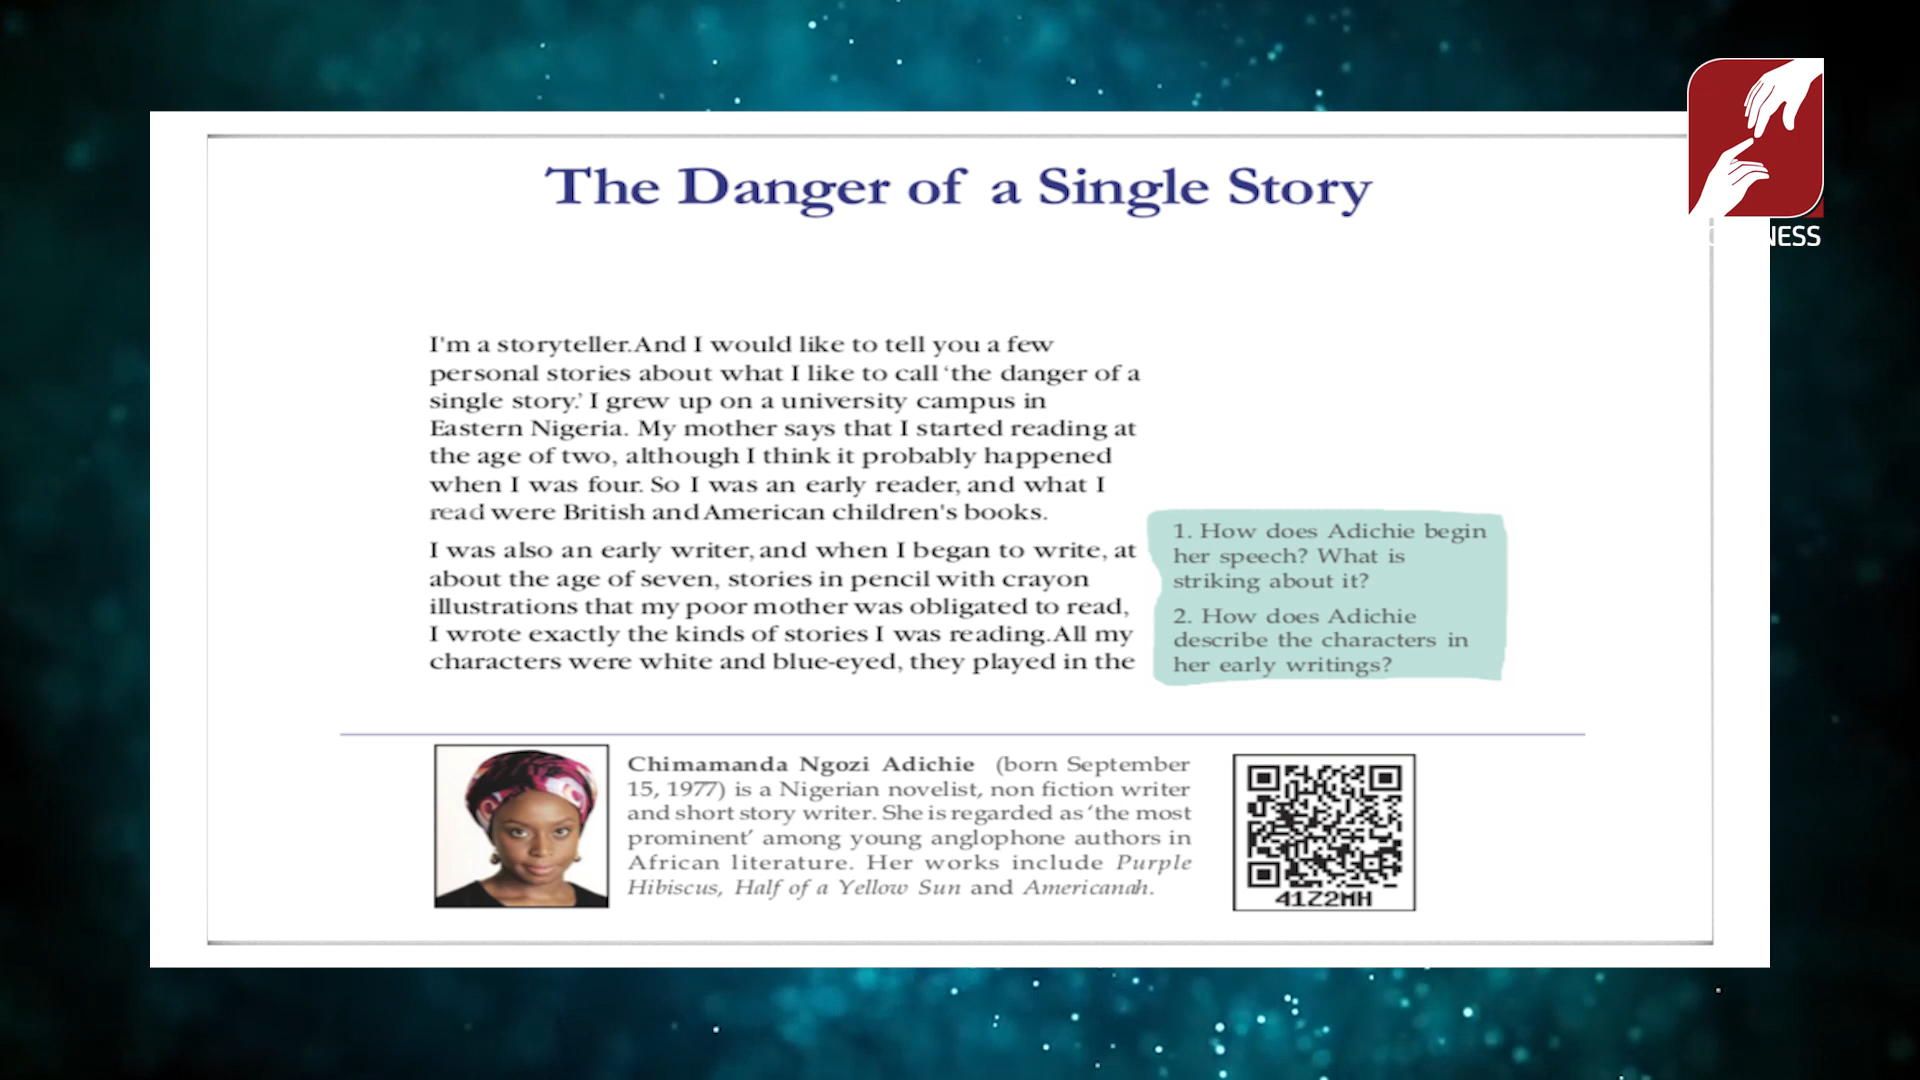 The Danger of a Single Story
I'm a storyteller. And I would like to tell you a few
personal stories about what I like to call 'the danger of a
single story.' I grew up on a university campus in
Eastern Nigeria. My mother says that I started reading at
the age of two, although I think it probably happened
when I was four. So I was an early reader, and what I
read were British and American children's books.
I was also an early writer, and when I began to write, at
about the age of seven, stories in pencil with crayon
illustrations that my poor mother was obligated to read,
I wrote exactly the kinds of stories I was reading. All my
characters were white and blue-eyed, they played in the
1. How does Adichie begin
her speech? What is
striking about it?
2. How does Adichie
describe the characters in
her early writings?
Chimamanda Ngozi Adichie (born September
15, 1977) is a Nigerian novelist, non fiction writer
and short story writer. She is regarded as 'the most
prominent' among young anglophone authors in
African literature. Her works include Purple
Hibiscus, Half of a Yellow Sun and Americanah.
41Z2MH